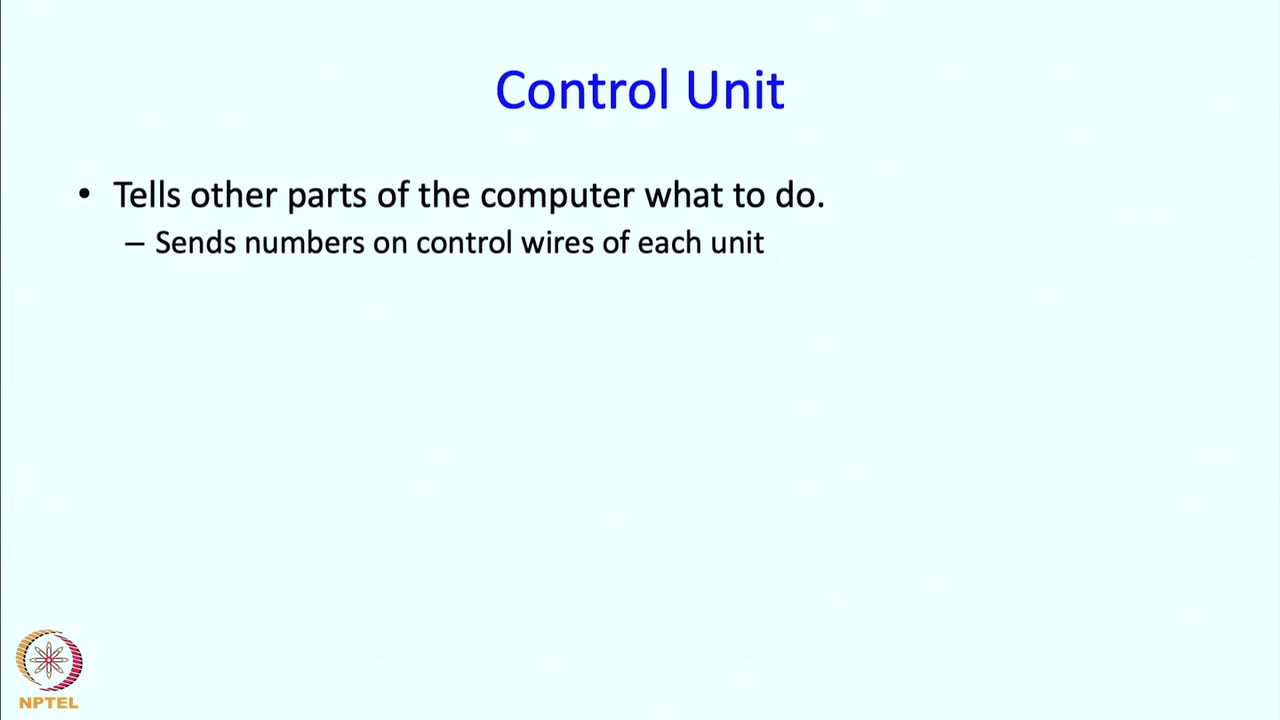 Control Unit
• Tells other parts of the computer what to do.
– Sends numbers on control wires of each unit
NPTEL